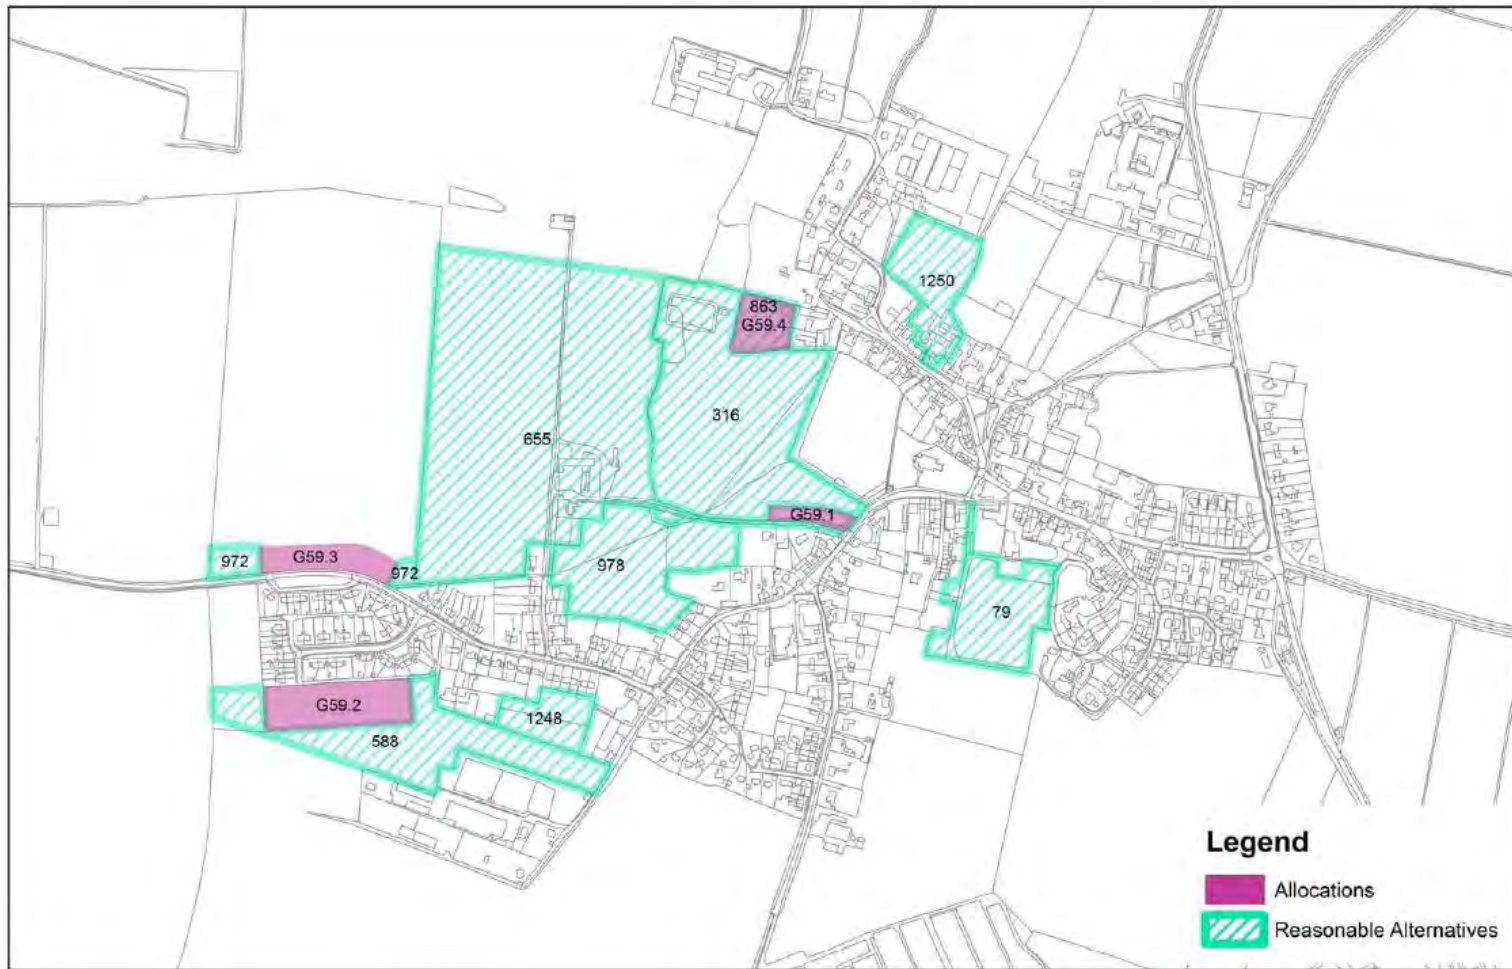 1250
863
G59.4
316
655
G59.1
972
G59.3
972
978
79
G59.2
1248
588
Legend
Allocations
Reasonable Alternatives